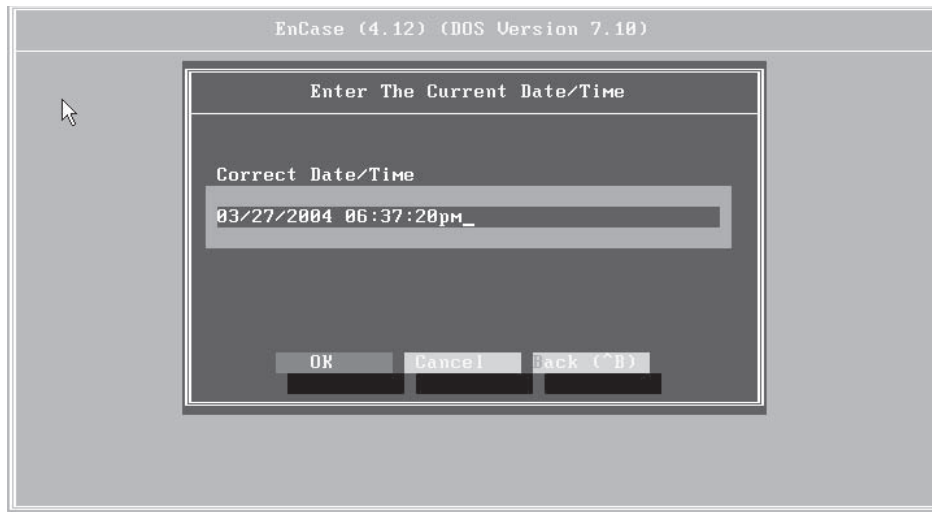 EnCase (4.12) (DOS Version 7.10)
Enter The Current Date/Time
Correct Date/Time
03/27/2004 06:37:20pm_
OK Cancel Back (^B)